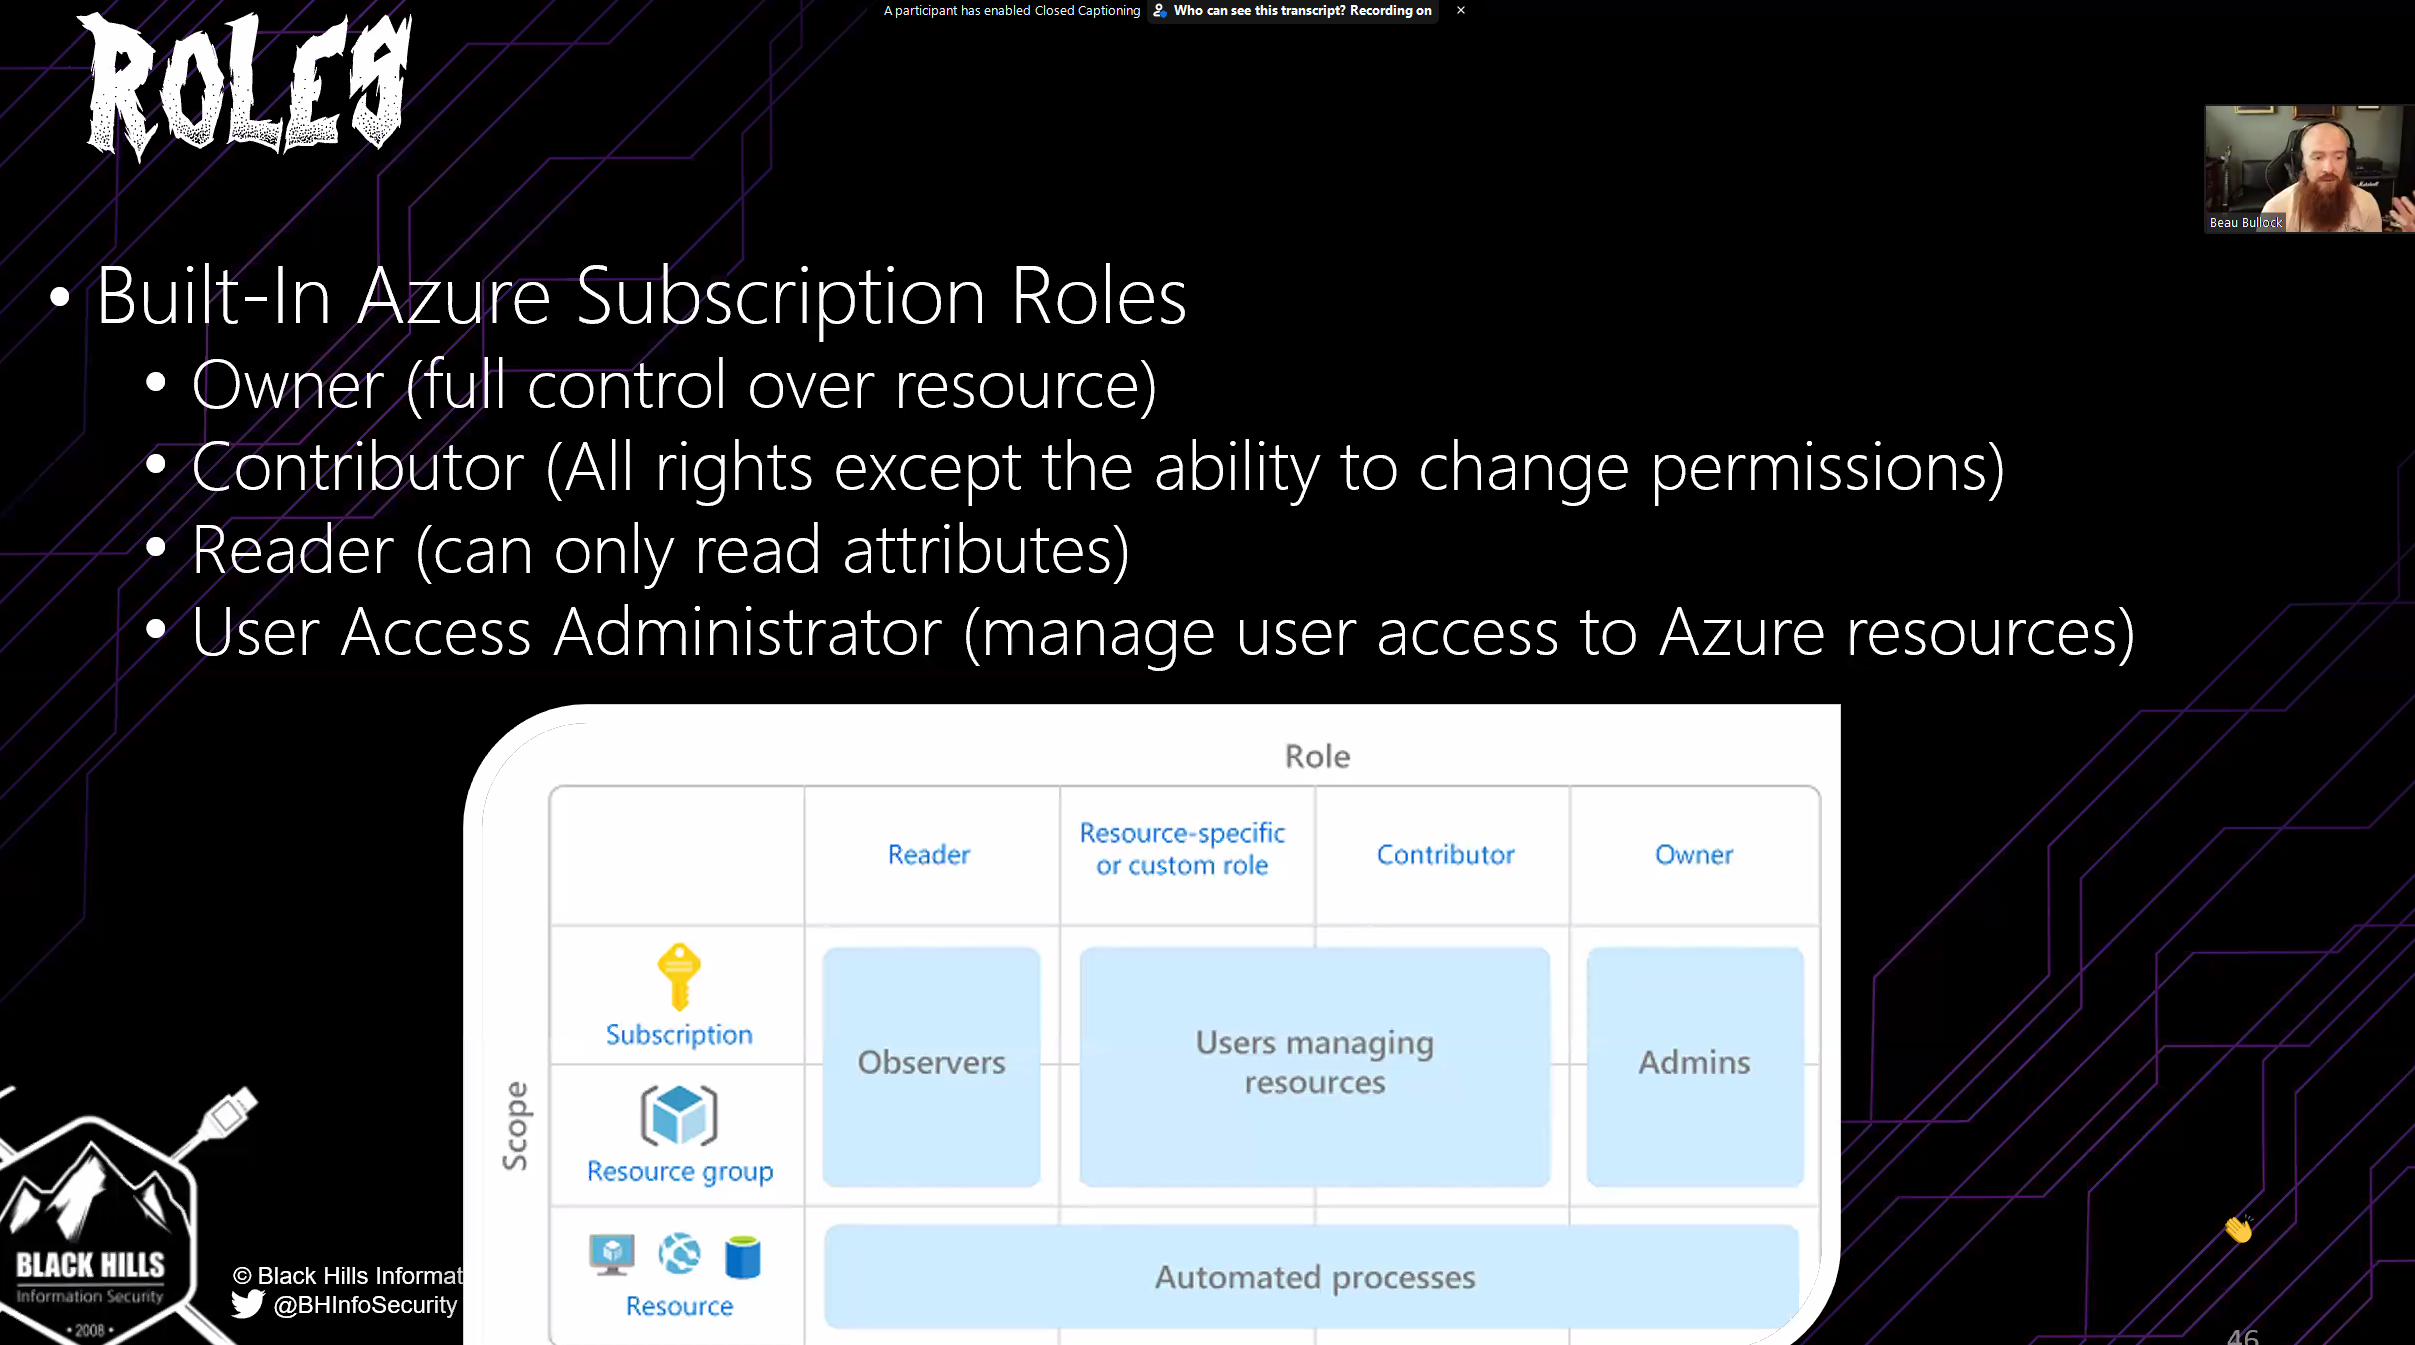 A participant has enabled Closed Captioning Who can see this transcript? Recording on
ROLES
Beau Bullock
• Built-In Azure Subscription Roles
• Owner (full control over resource)
• Contributor (All rights except the ability to change permissions)
• Reader (can only read attributes)
• User Access Administrator (manage user access to Azure resources)
Role
Reader
Resource-specific
or custom role
Contributor
Owner
Scope
Subscription
Resource group
Resource
Observers
Users managing
resources
Admins
Automated processes
BLACK HILLS
Information Security
• 2008 •
© Black Hills Informat
@BHInfoSecurity
46